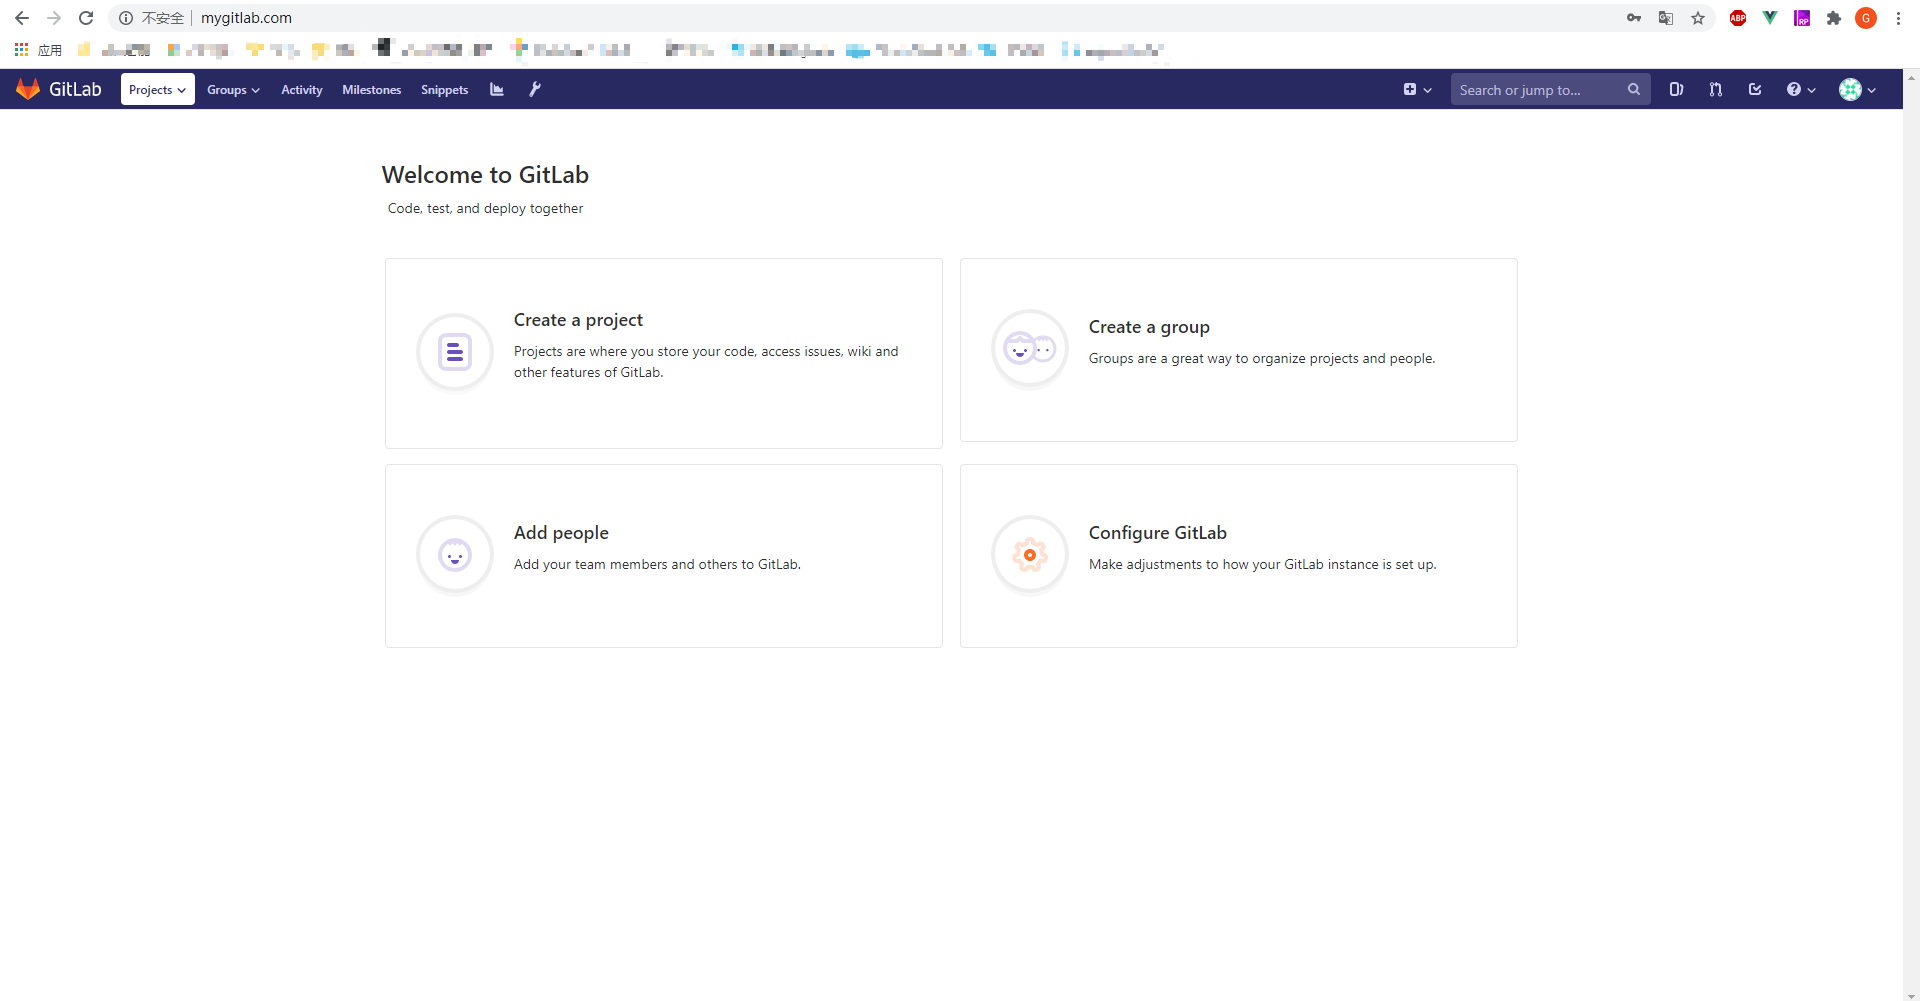 不安全 mygitlab.com ABP RP G
应用
GitLab Projects Groups Activity Milestones Snippets Search or jump to...
Welcome to GitLab
Code, test, and deploy together
Create a project
Projects are where you store your code, access issues, wiki and
other features of GitLab.
Create a group
Groups are a great way to organize projects and people.
Add people
Add your team members and others to GitLab.
Configure GitLab
Make adjustments to how your GitLab instance is set up.